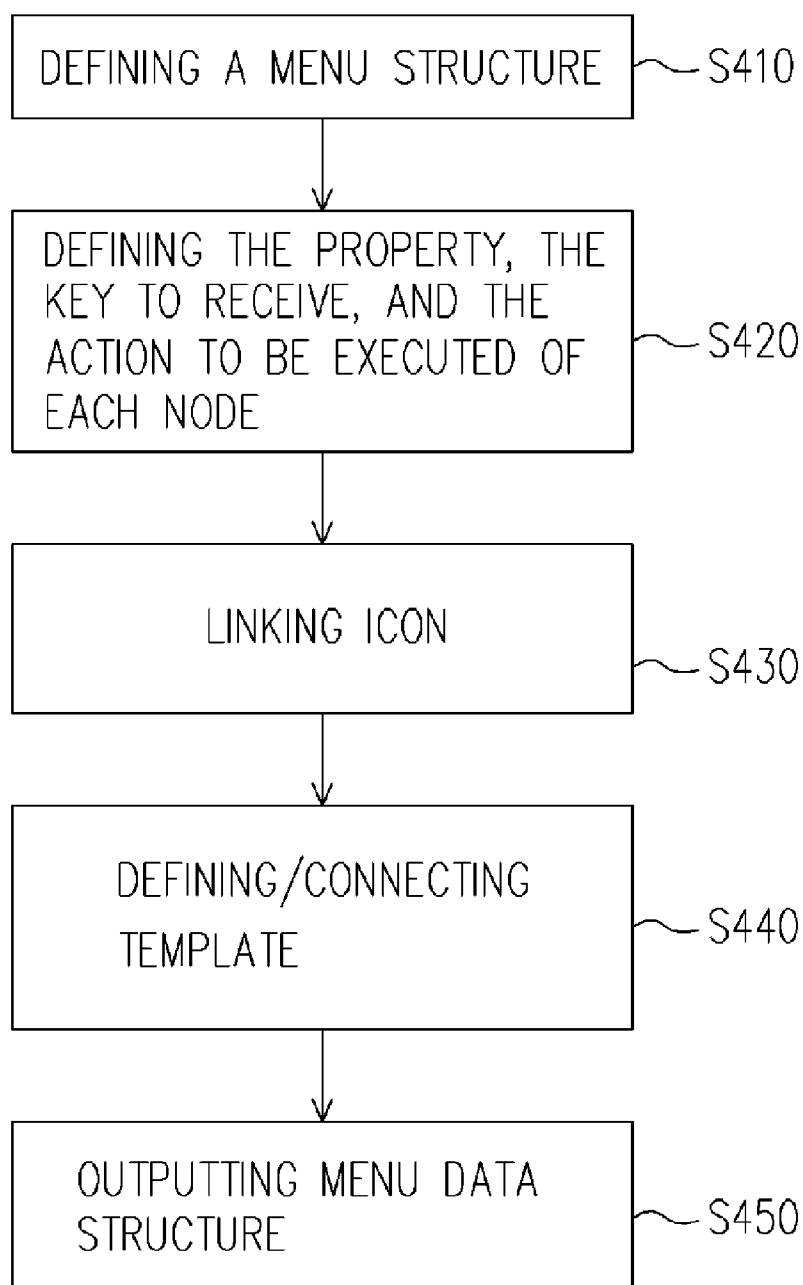 DEFINING A MENU STRUCTURE
S410
DEFINING THE PROPERTY, THE
KEY TO RECEIVE, AND THE
ACTION TO BE EXECUTED OF
EACH NODE
S420
LINKING ICON
S430
DEFINING/CONNECTING
TEMPLATE
S440
OUTPUTTING MENU DATA
STRUCTURE
S450